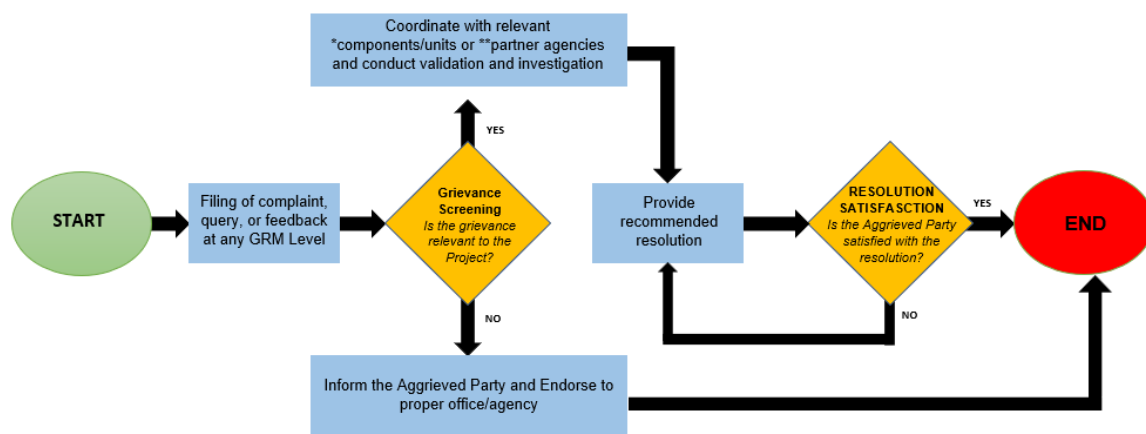 Coordinate with relevant
*components/units or **partner agencies
and conduct validation and investigation
YES
START
Filing of complaint,
query, or feedback
at any GRM Level
Grievance
Screening
Is the grievance
relevant to the
Project?
Provide
recommended
resolution
RESOLUTION
SATISFASCTION
Is the Aggrieved Party
satisfied with the
resolution?
YES
END
NO
NO
Inform the Aggrieved Party and Endorse to
proper office/agency